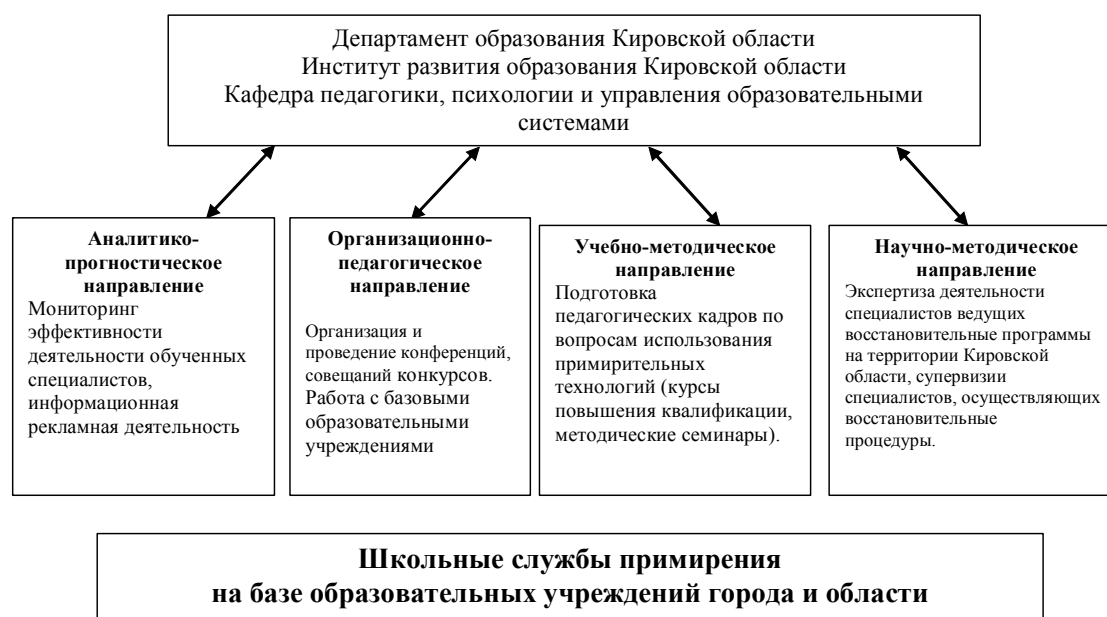 Департамент образования Кировской области
Институт развития образования Кировской области
Кафедра педагогики, психологии и управления образовательными
системами
Аналитико-
прогностическое
направление
Мониторинг
эффективности
деятельности обученных
специалистов,
информационная
рекламная деятельность
Организационно-
педагогическое
направление
Организация и
проведение конференций,
совещаний конкурсов.
Работа с базовыми
образовательными
учреждениями
Учебно-методическое
направление
Подготовка
педагогических кадров по
вопросам использования
примирительных
технологий (курсы
повышения квалификации,
методические семинары).
Научно-методическое
направление
Экспертиза деятельности
специалистов ведущих
восстановительные программы
на территории Кировской
области, супервизии
специалистов, осуществляющих
восстановительные
процедуры.
Школьные службы примирения
на базе образовательных учреждений города и области